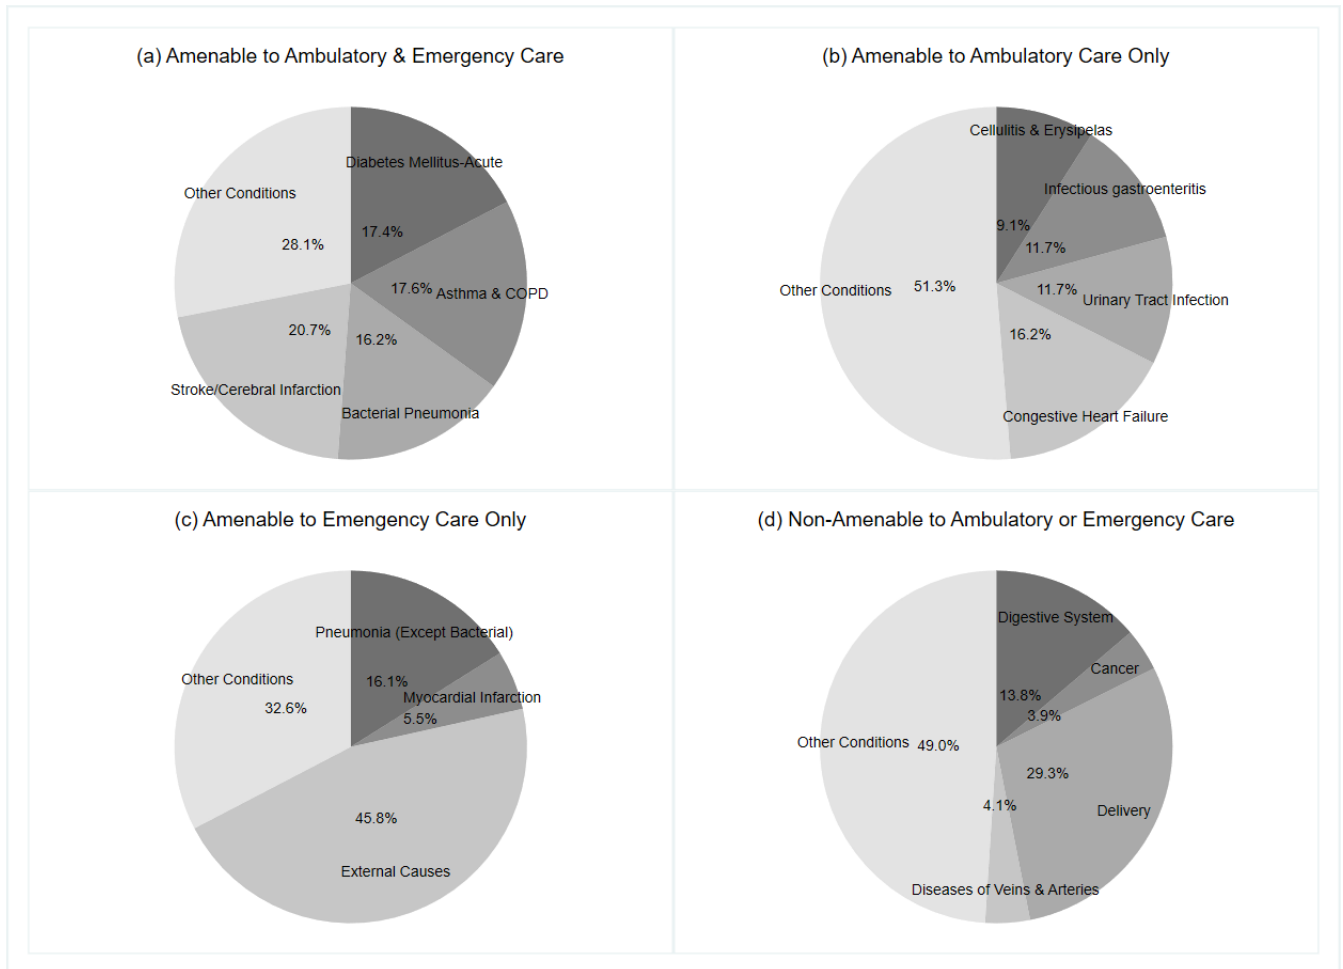 (a) Amenable to Ambulatory & Emergency Care
Diabetes Mellitus-Acute
Other Conditions
17.4%
28.1%
17.6%
Asthma & COPD
20.7%
16.2%
Stroke/Cerebral Infarction
Bacterial Pneumonia
(b) Amenable to Ambulatory Care Only
Cellulitis & Erysipelas
Infectious gastroenteritis
9.1%
11.7%
Other Conditions
51.3%
11.7%
Urinary Tract Infection
16.2%
Congestive Heart Failure
(c) Amenable to Emengency Care Only
Pneumonia (Except Bacterial)
Other Conditions
16.1%
Myocardial Infarction
32.6%
5.5%
45.8%
External Causes
(d) Non-Amenable to Ambulatory or Emergency Care
Digestive System
Cancer
13.8%
3.9%
Other Conditions
49.0%
29.3%
4.1%
Delivery
Diseases of Veins & Arteries